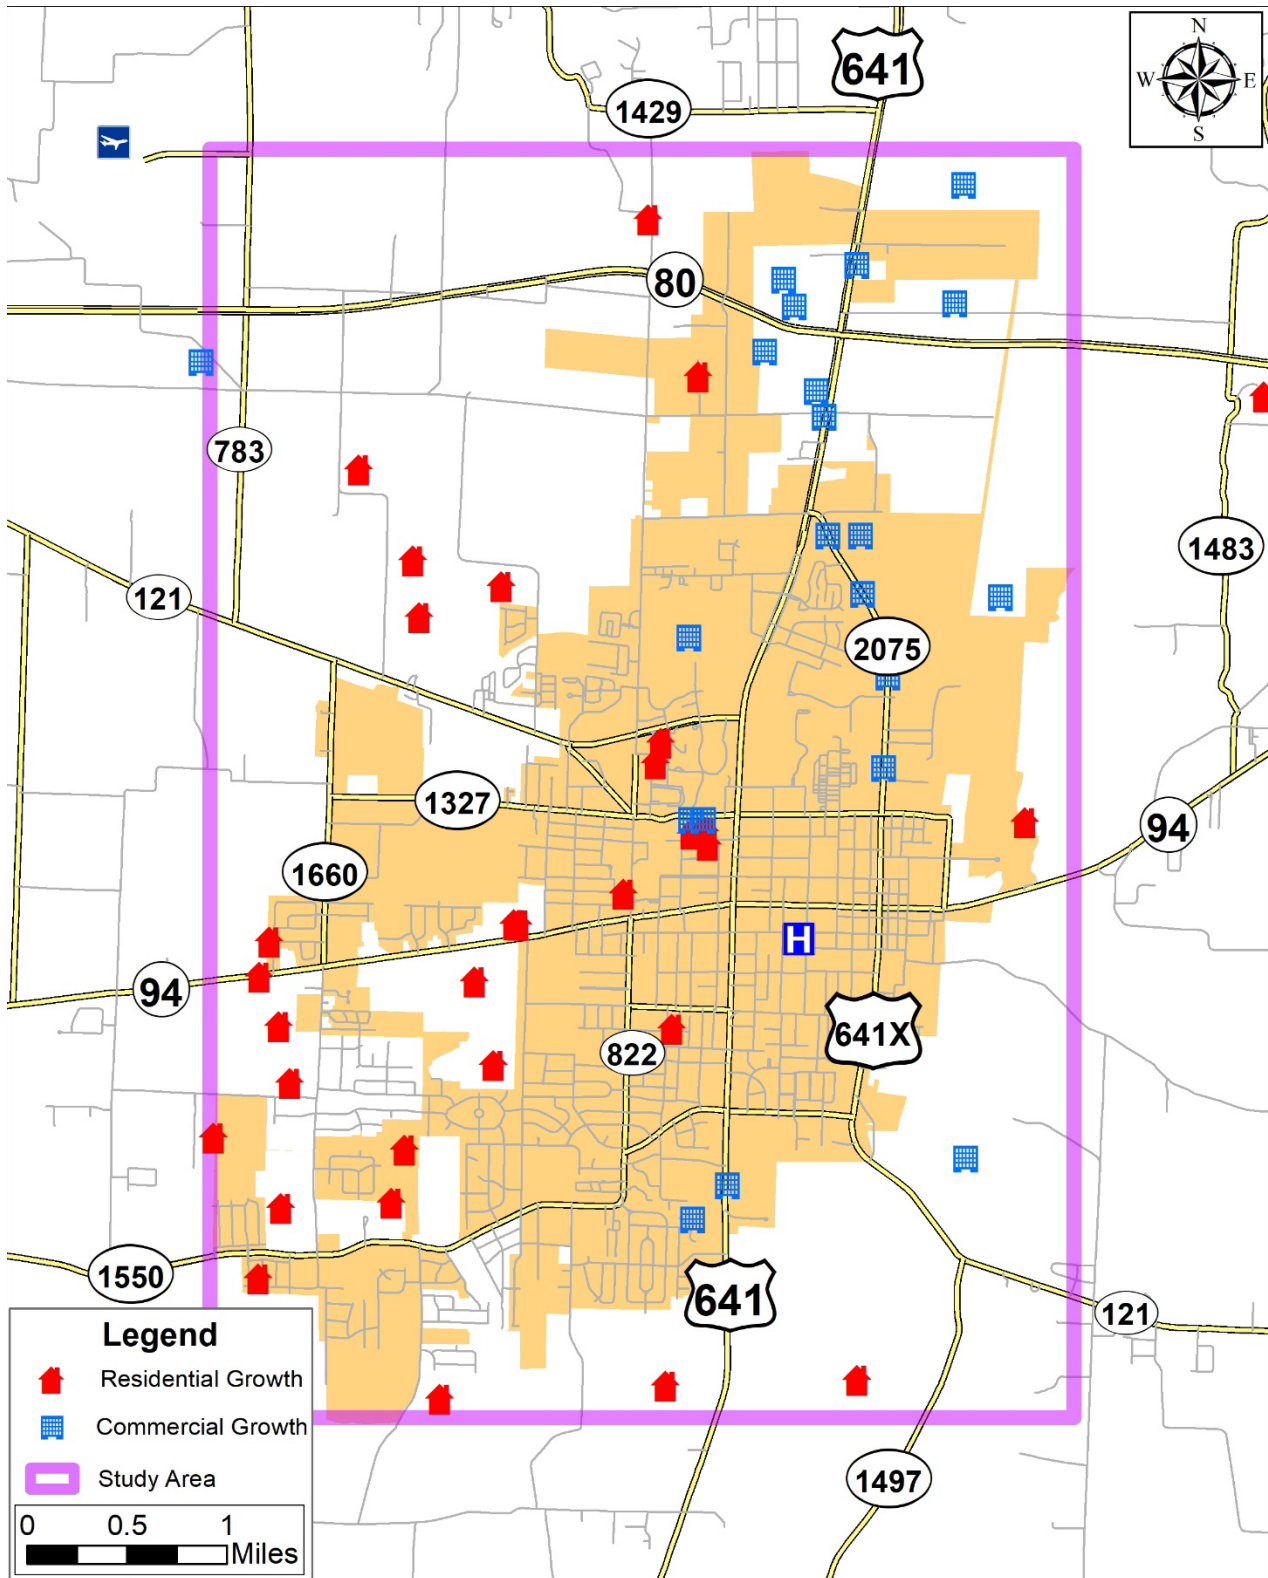 641
N
W E
S
1429
80
783
1483
121
2075
1327
94
1660
H
94
641X
822
1550
641
121
Legend
Residential Growth
Commercial Growth
Study Area
1497
0 0.5 1
Miles